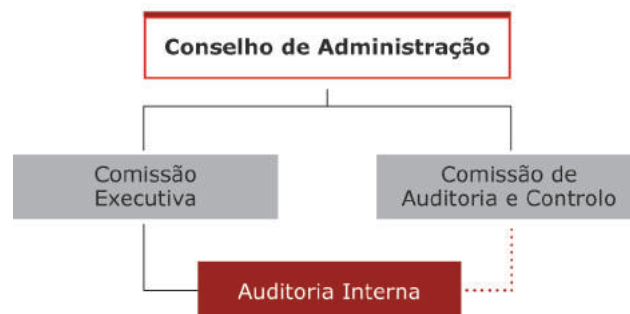 Conselho de Administração
Comissão
Executiva
Comissão de
Auditoria e Controlo
Auditoria Interna